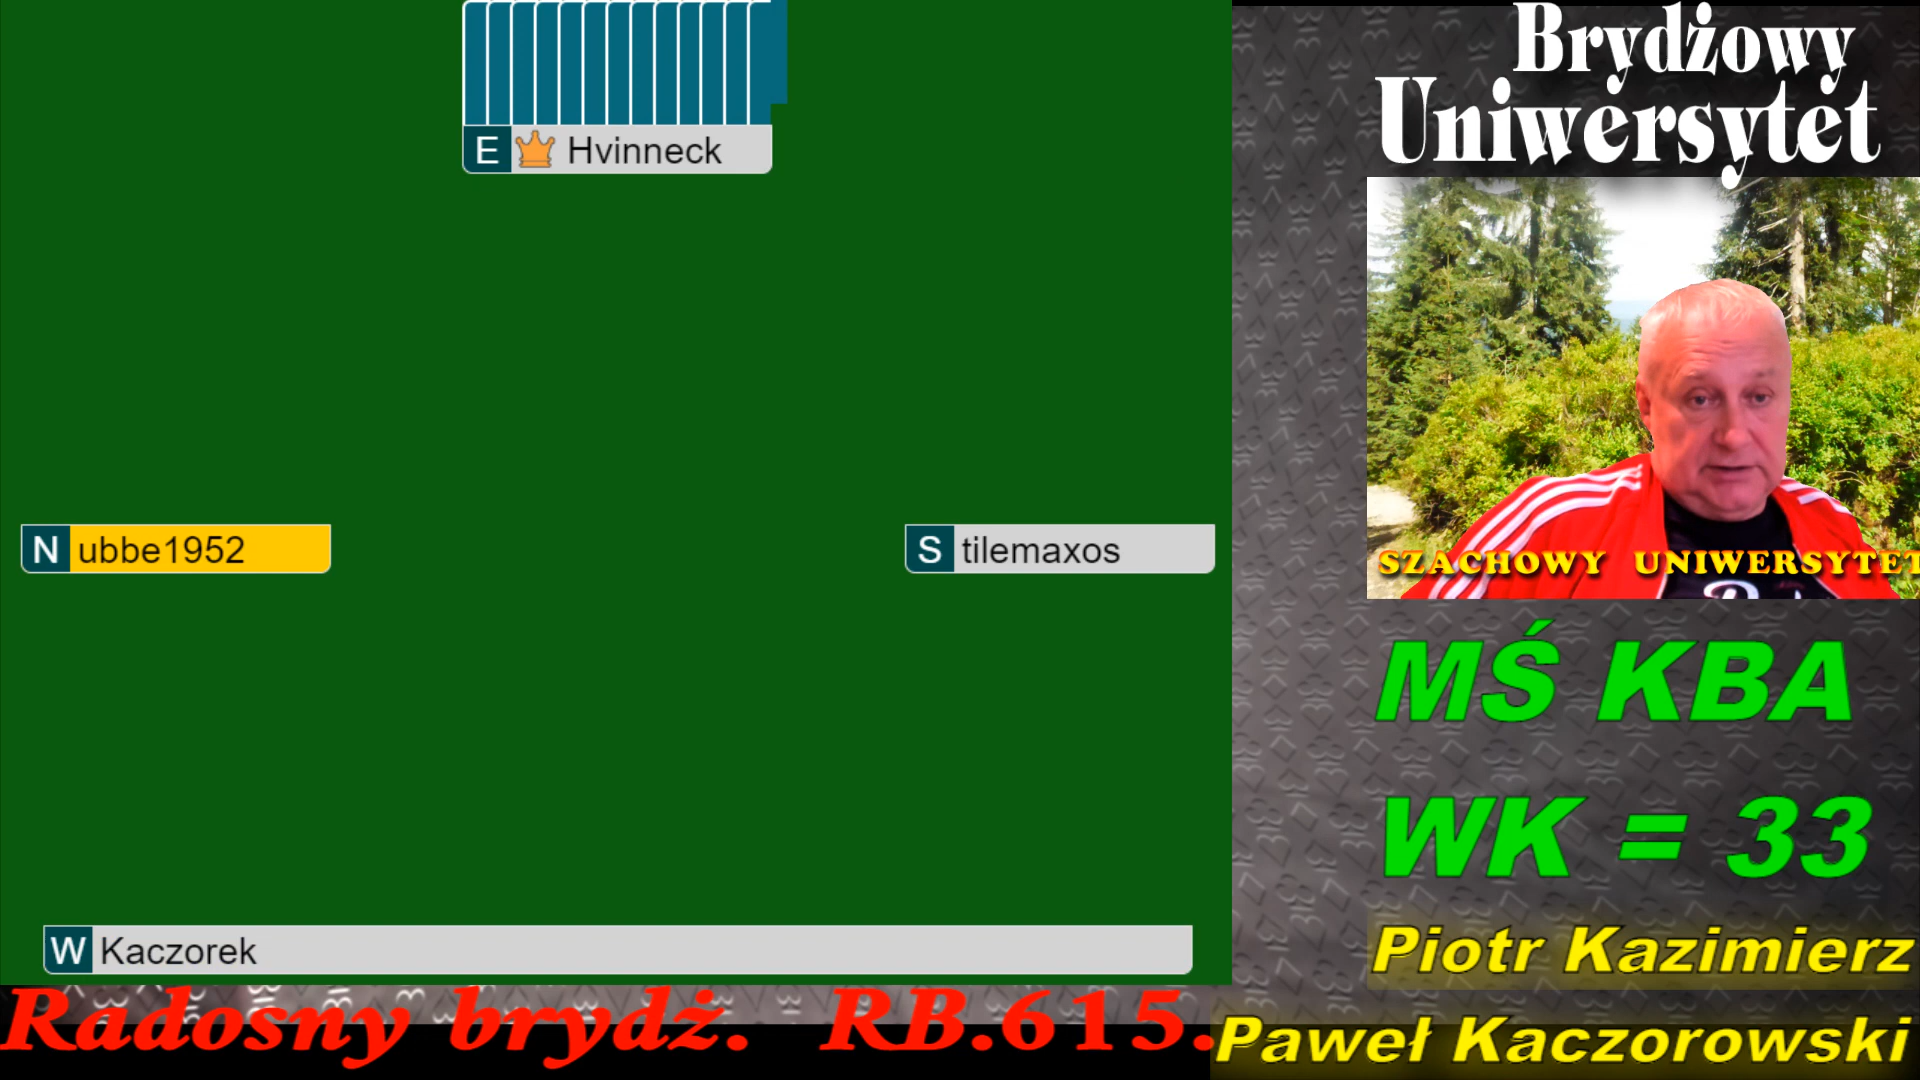 E Hvinneck
N ubbe1952
S tilemaxos
W Kaczorek
Radosny brydż. RB.615.
Brydżowy
Uniwersytet
SZACHOWY UNIWERSYTET
MŚ KBA
WK = 33
Piotr Kazimierz
Paweł Kaczorowski